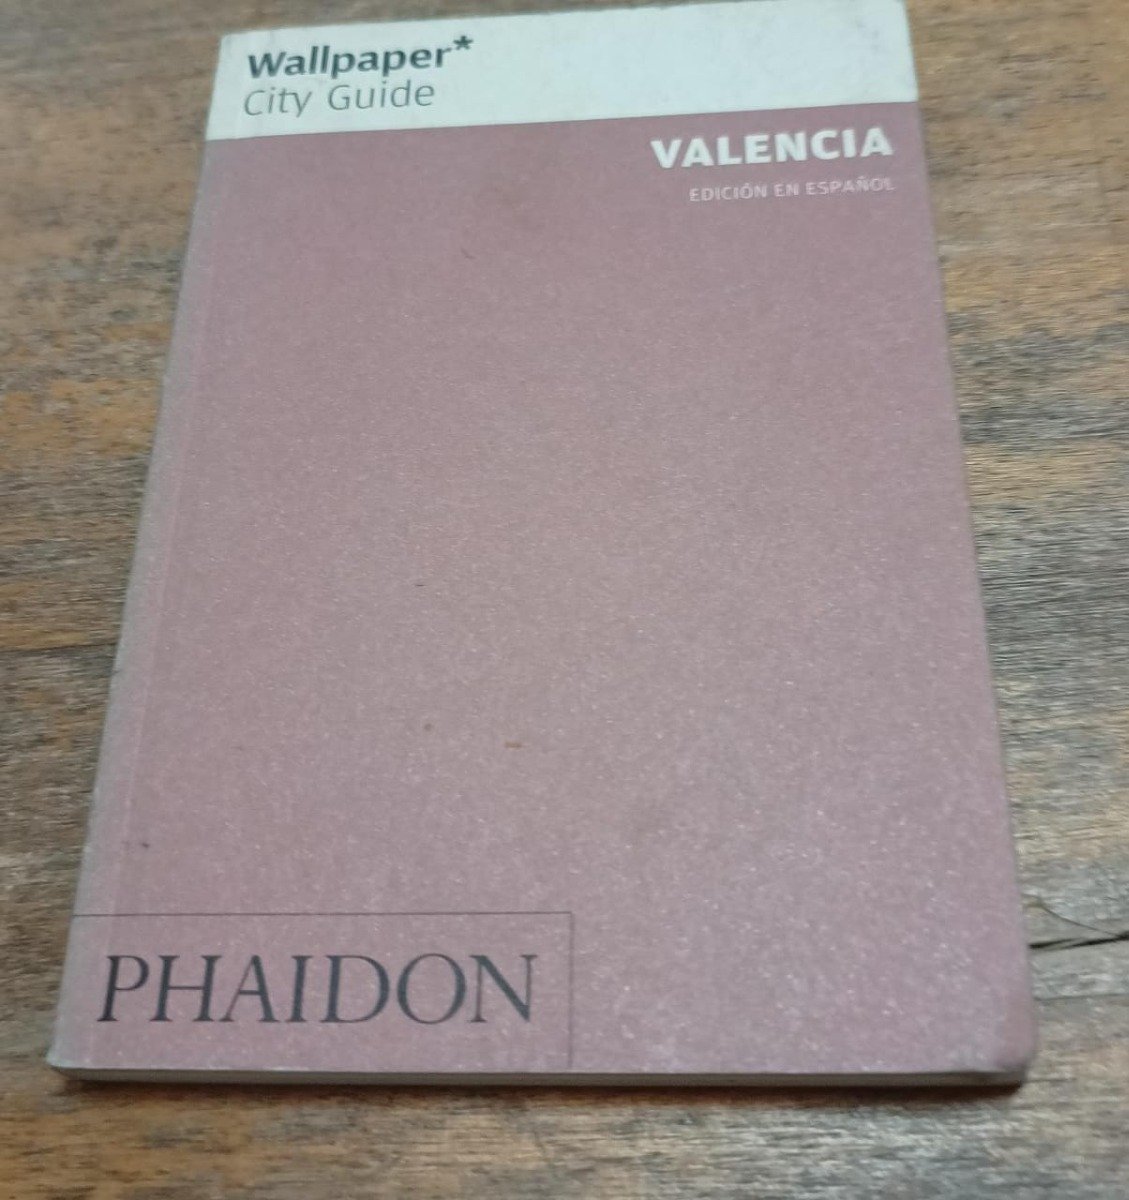 Wallpaper*
City Guide
VALENCIA
EDICIÓN EN ESPAÑOL
PHAIDON